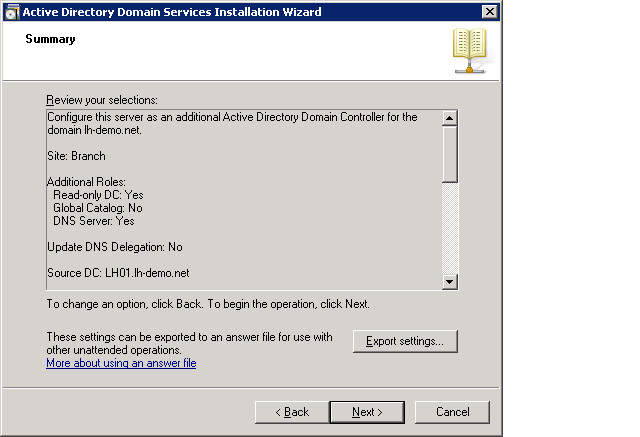 Active Directory Domain Services Installation Wizard
Summary
Review your selections:
Configure this server as an additional Active Directory Domain Controller for the
domain lh-demo.net.
Site: Branch
Additional Roles:
Read-only DC: Yes
Global Catalog: No
DNS Server: Yes
Update DNS Delegation: No
Source DC: LH01.lh-demo.net
To change an option, click Back. To begin the operation, click Next.
These settings can be exported to an answer file for use with
other unattended operations.
More about using an answer file
Export settings...
< Back
Next >
Cancel